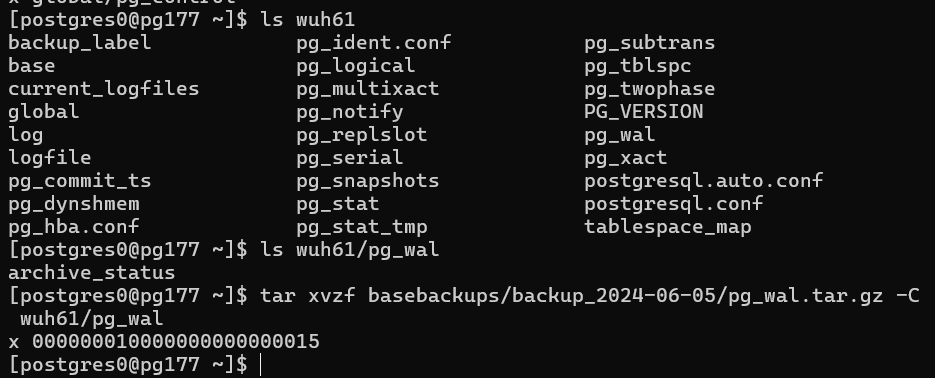 x global/pg_control
[postgres0@pg177 ~]$ ls wuh61
backup_label pg_ident.conf pg_subtrans
base pg_logical pg_tblspc
current_logfiles pg_multixact pg_twophase
global pg_notify PG_VERSION
log pg_replslot pg_wal
logfile pg_serial pg_xact
pg_commit_ts pg_snapshots postgresql.auto.conf
pg_dynshmem pg_stat postgresql.conf
pg_hba.conf pg_stat_tmp tablespace_map
[postgres0@pg177 ~]$ ls wuh61/pg_wal
archive_status
[postgres0@pg177 ~]$ tar xvzf basebackups/backup_2024-06-05/pg_wal.tar.gz -C
wuh61/pg_wal
x 000000010000000000000015
[postgres0@pg177 ~]$